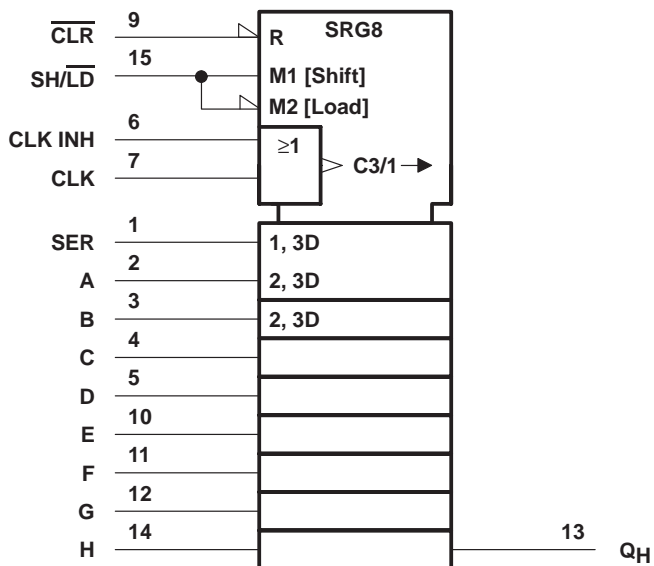 CLR 9 R SRG8
SH/LD 15 M1 [Shift]
M2 [Load]
CLK INH 6 ≥1
CLK 7 C3/1
SER 1 1, 3D
A 2 2, 3D
B 3 2, 3D
C 4
D 5
E 10
F 11
G 12
H 14 13 QH